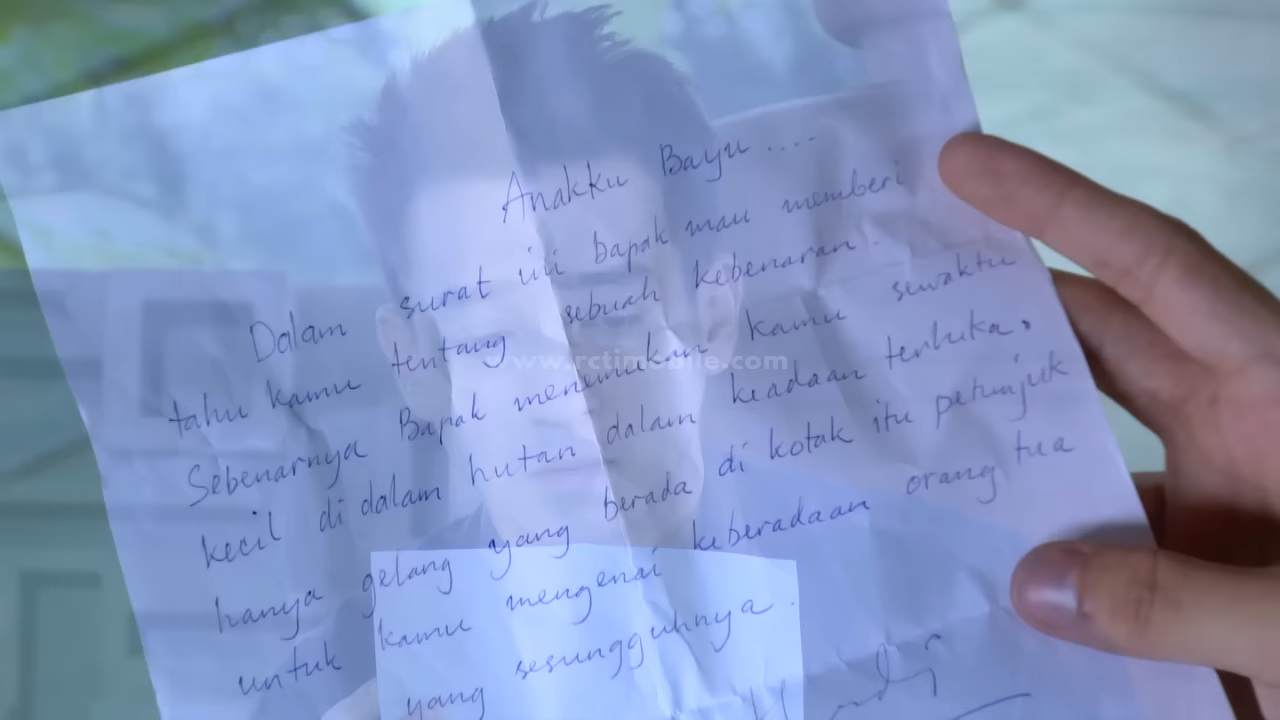 Anakku Bayu ....
Dalam surat ini bapak mau memberi
tahu kamu tentang sebuah kebenaran.
Sebenarnya Bapak menemukan kamu sewaktu
kecil di dalam hutan dalam keadaan terluka.
hanya gelang yang berada di kotak itu petunjuk
untuk kamu mengenai keberadaan orang tua
yang sesungguhnya.
www.rctimobile.com